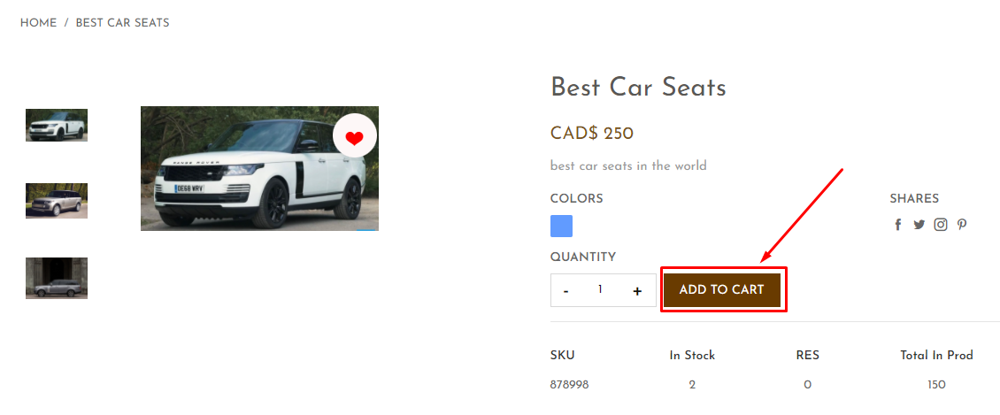 HOME / BEST CAR SEATS
RANGE ROVER
OE68 WRV
Best Car Seats
CAD$ 250
best car seats in the world
COLORS
SHARES
QUANTITY
- 1 +
ADD TO CART
SKU In Stock RES Total In Prod
878998 2 0 150